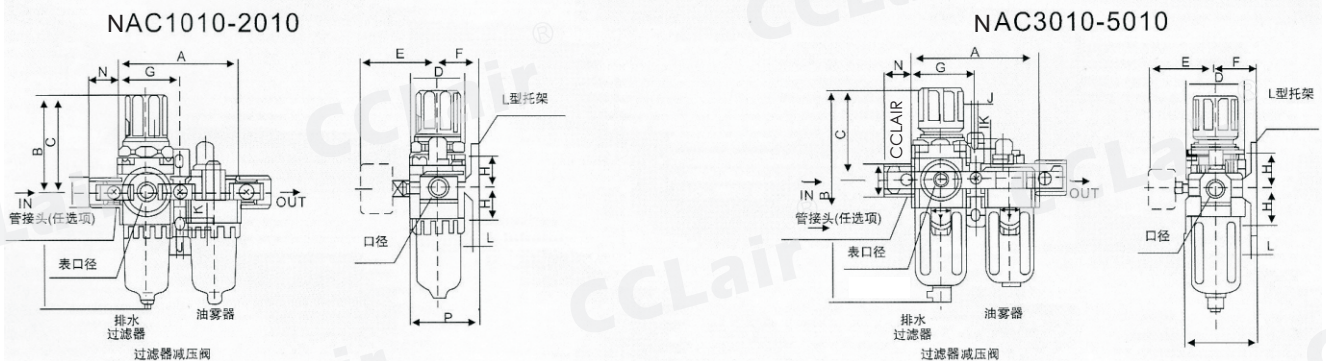 NAC1010-2010
A
N
G
B
C
IN
OUT
管接头(任选项)
K
J
表口径
排水
过滤器
油雾器
过滤器减压阀
E
F
D
L型托架
H
H
口径
L
P
CCLair
®
CCLair
NAC3010-5010
A
N
G
J
IK
C
B
CCLAIR
IN
OUT
管接头(任选项)
表口径
排水
过滤器
油雾器
过滤器减压阀
E
F
D
L型托架
H
H
口径
L